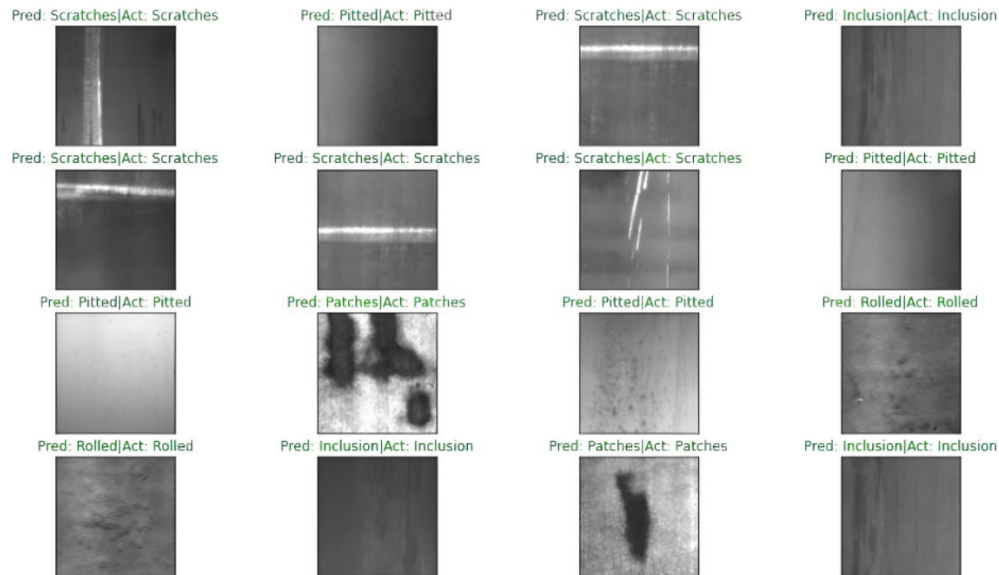 Pred: Scratches|Act: Scratches
Pred: Pitted|Act: Pitted
Pred: Scratches|Act: Scratches
Pred: Inclusion|Act: Inclusion
Pred: Scratches|Act: Scratches
Pred: Scratches|Act: Scratches
Pred: Scratches|Act: Scratches
Pred: Pitted|Act: Pitted
Pred: Pitted|Act: Pitted
Pred: Patches|Act: Patches
Pred: Pitted|Act: Pitted
Pred: Rolled|Act: Rolled
Pred: Rolled|Act: Rolled
Pred: Inclusion|Act: Inclusion
Pred: Patches|Act: Patches
Pred: Inclusion|Act: Inclusion